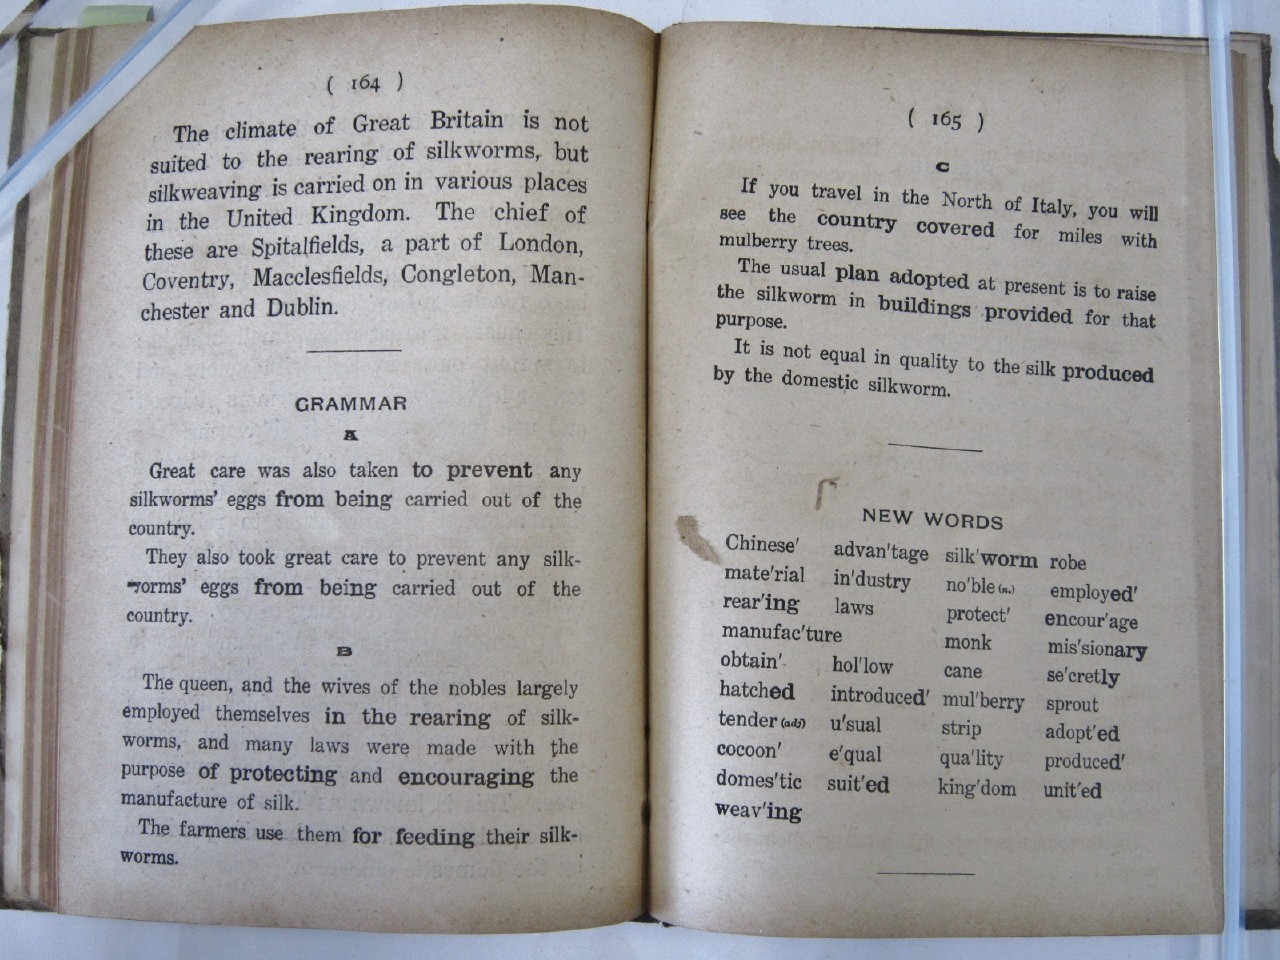 ( 164 )
The climate of Great Britain is not
suited to the rearing of silkworms, but
silkweaving is carried on in various places
in the United Kingdom. The chief of
these are Spitalfields, a part of London,
Coventry, Macclesfields, Congleton, Man-
chester and Dublin.
GRAMMAR
A
Great care was also taken to prevent any
silkworms' eggs from being carried out of the
country.
They also took great care to prevent any silk-
worms' eggs from being carried out of the
country.
B
The queen, and the wives of the nobles largely
employed themselves in the rearing of silk-
worms, and many laws were made with the
purpose of protecting and encouraging the
manufacture of silk.
The farmers use them for feeding their silk-
worms.
( 165 )
C
If you travel in the North of Italy, you will
see the country covered for miles with
mulberry trees.
The usual plan adopted at present is to raise
the silkworm in buildings provided for that
purpose.
It is not equal in quality to the silk produced
by the domestic silkworm.
NEW WORDS
Chinese' advan'tage silk'worm robe
mate'rial in'dustry no'ble (n.) employed'
rear'ing laws protect' encour'age
manufac'ture monk mis'sionary
obtain' hol'low cane se'cretly
hatched introduced' mul'berry sprout
tender (adj) u'sual strip adopt'ed
cocoon' e'qual qua'lity produced'
domes'tic suit'ed king'dom unit'ed
weav'ing